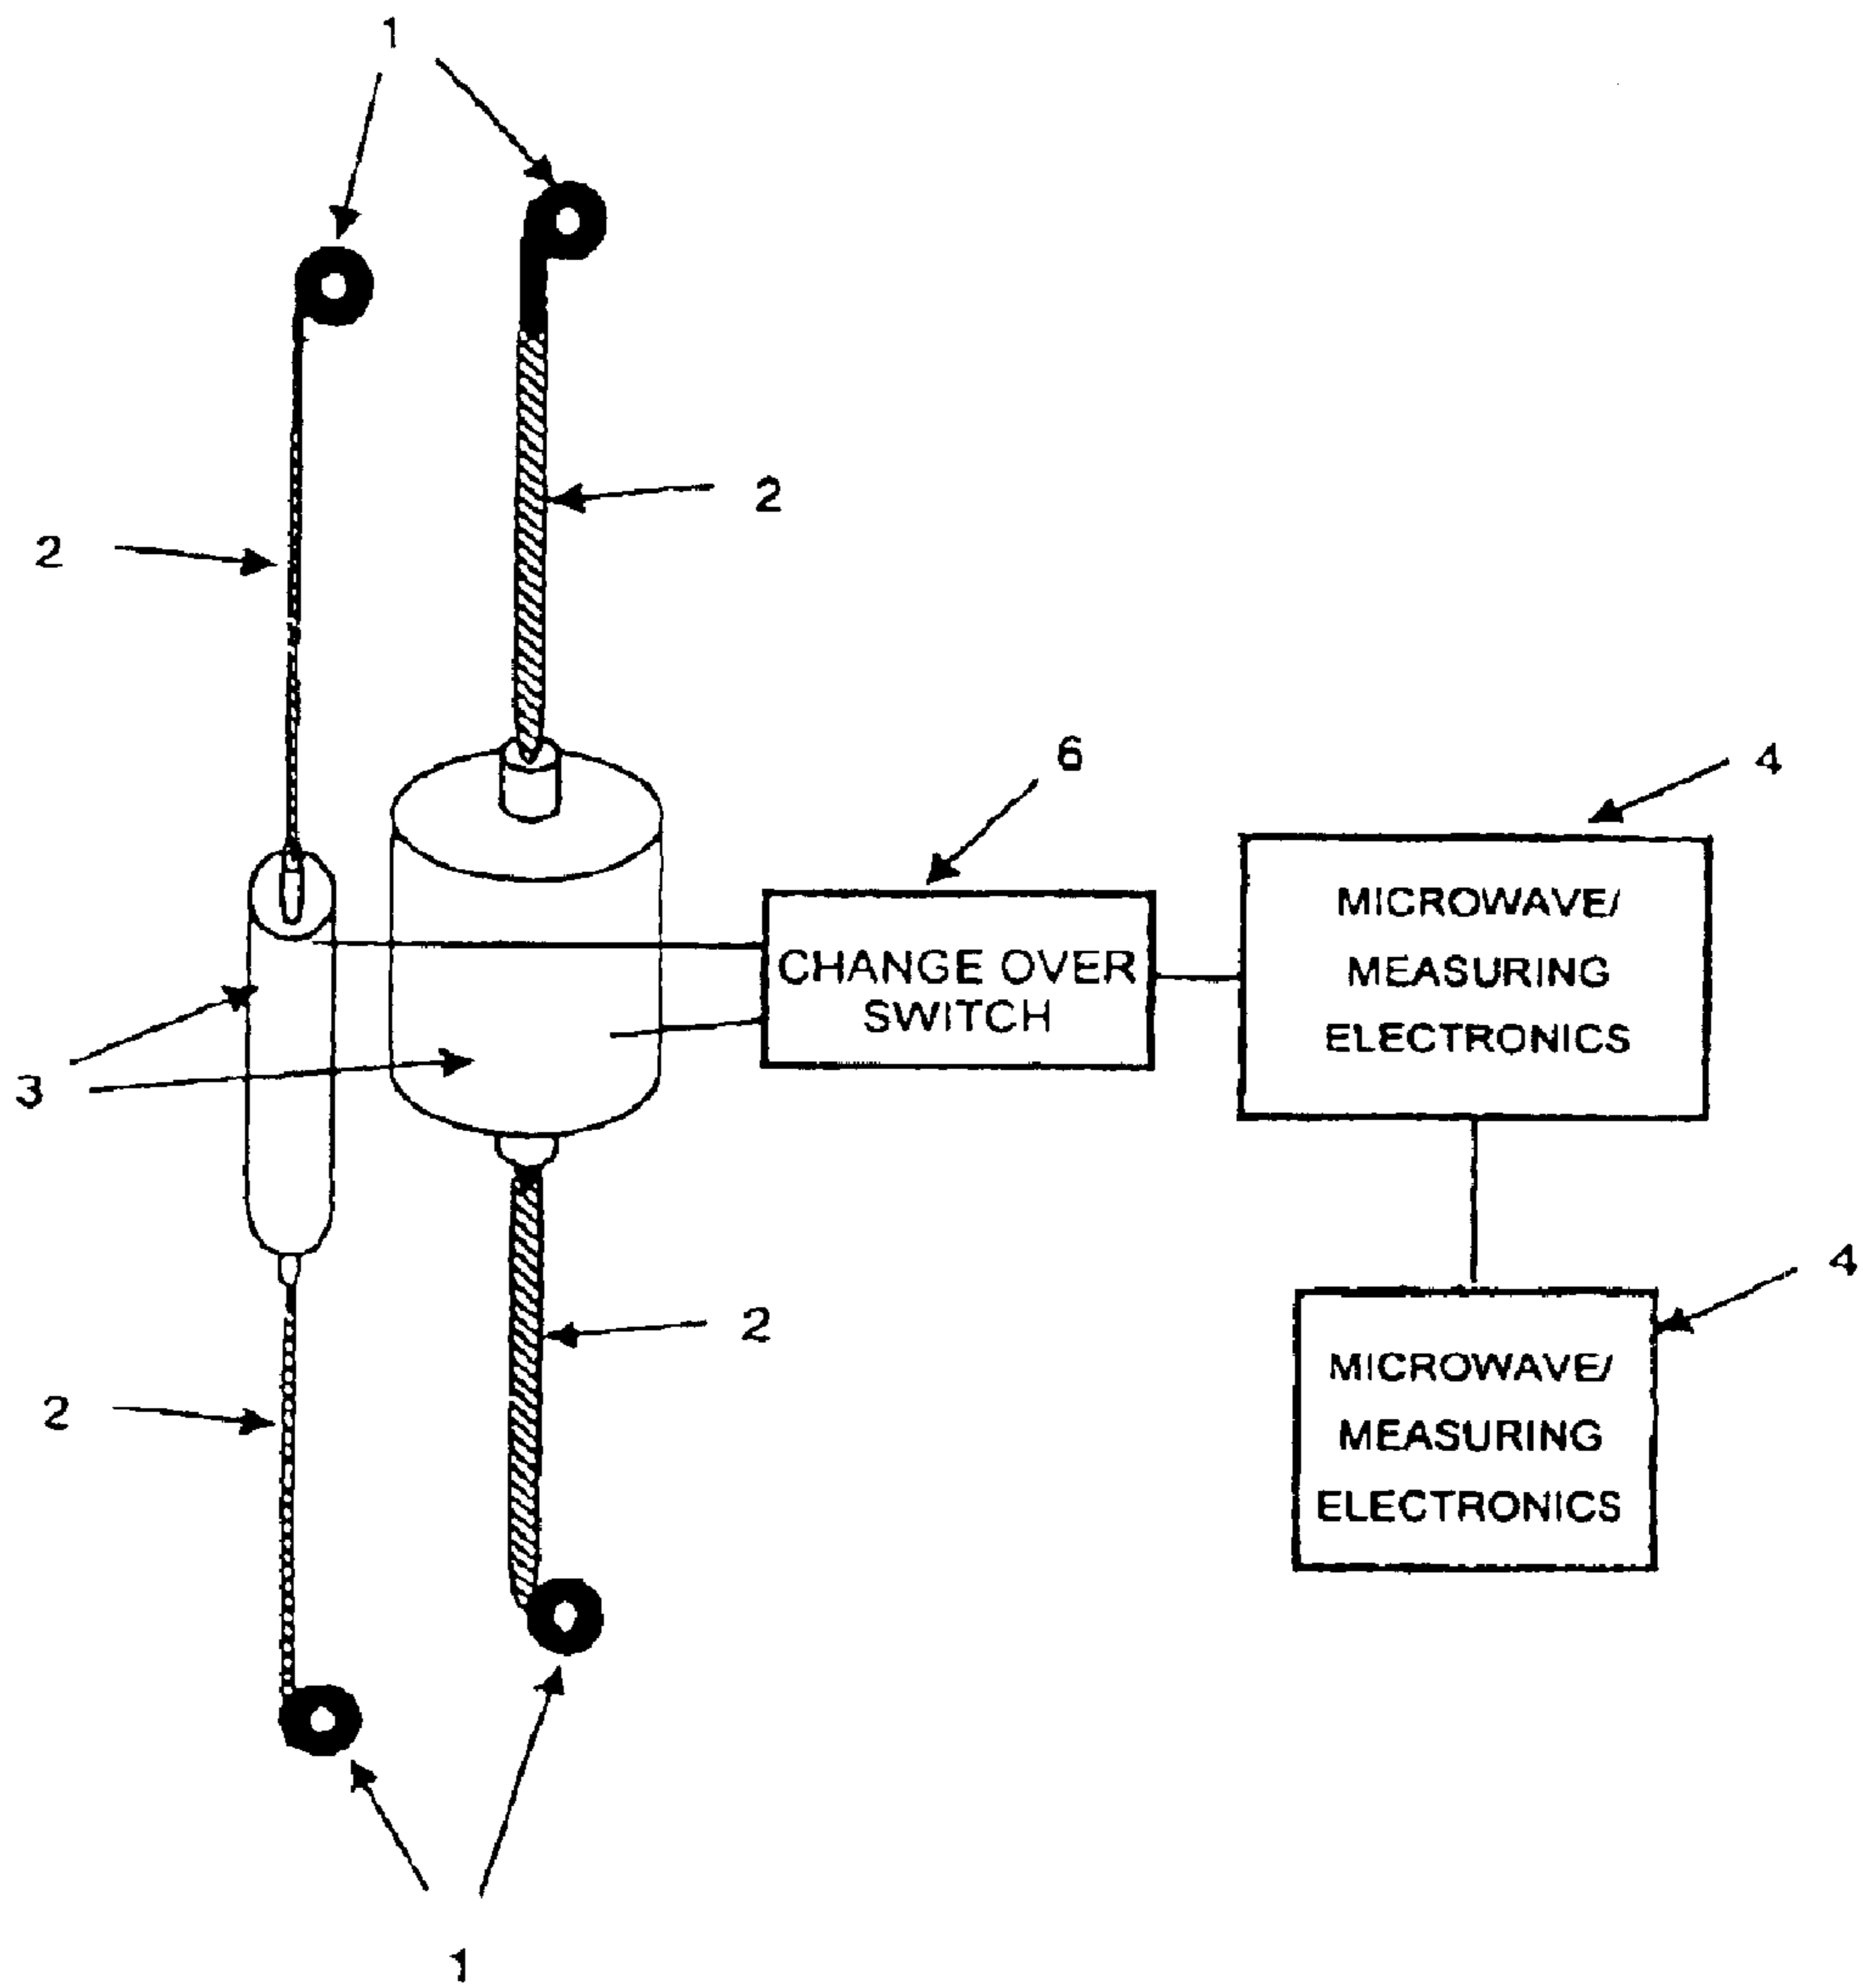 1
2
2
6
4
CHANGE OVER
SWITCH
MICROWAVE/
MEASURING
ELECTRONICS
3
4
2
2
MICROWAVE/
MEASURING
ELECTRONICS
1